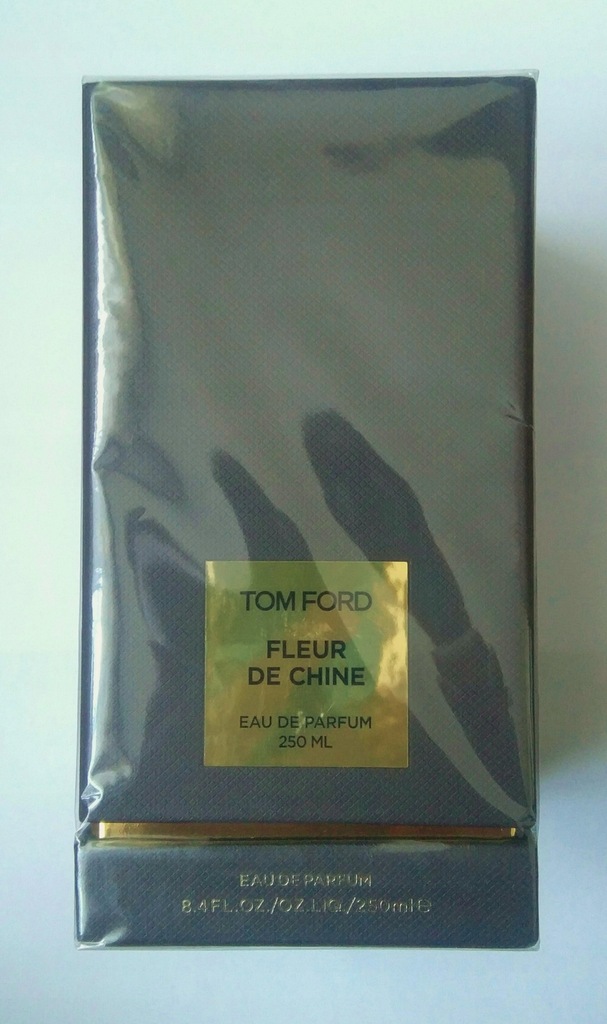 TOM FORD
FLEUR
DE CHINE
EAU DE PARFUM
250 ML
EAU DE PARFUM
8.4 FL.OZ./OZ.LIQ./250ml℮